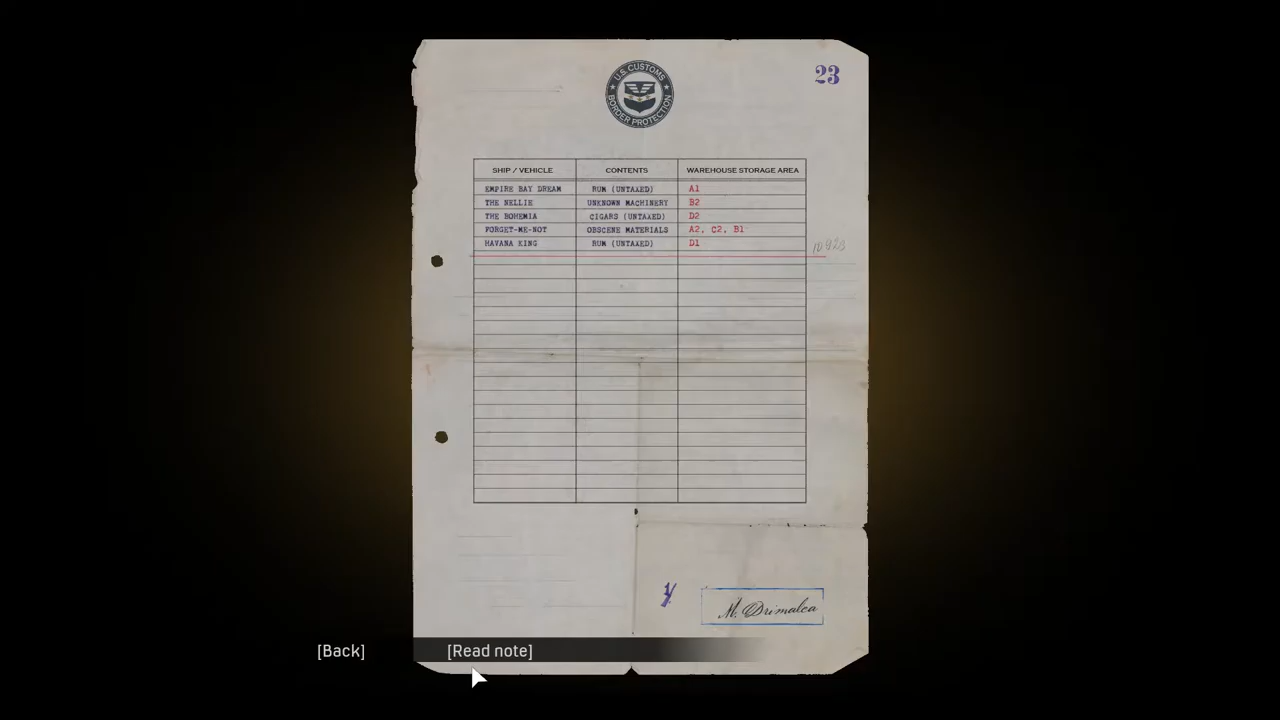 U.S. CUSTOMS
BORDER PROTECTION
23
SHIP / VEHICLE CONTENTS WAREHOUSE STORAGE AREA
EMPIRE BAY DREAM RUM (UNTAXED) A1
THE NELLIE UNKNOWN MACHINERY B2
THE BOHEMIA CIGARS (UNTAXED) D2
FORGET-ME-NOT OBSCENE MATERIALS A2, C2, B1
HAVANA KING RUM (UNTAXED) D1
M. Drimalca
[Back] [Read note]